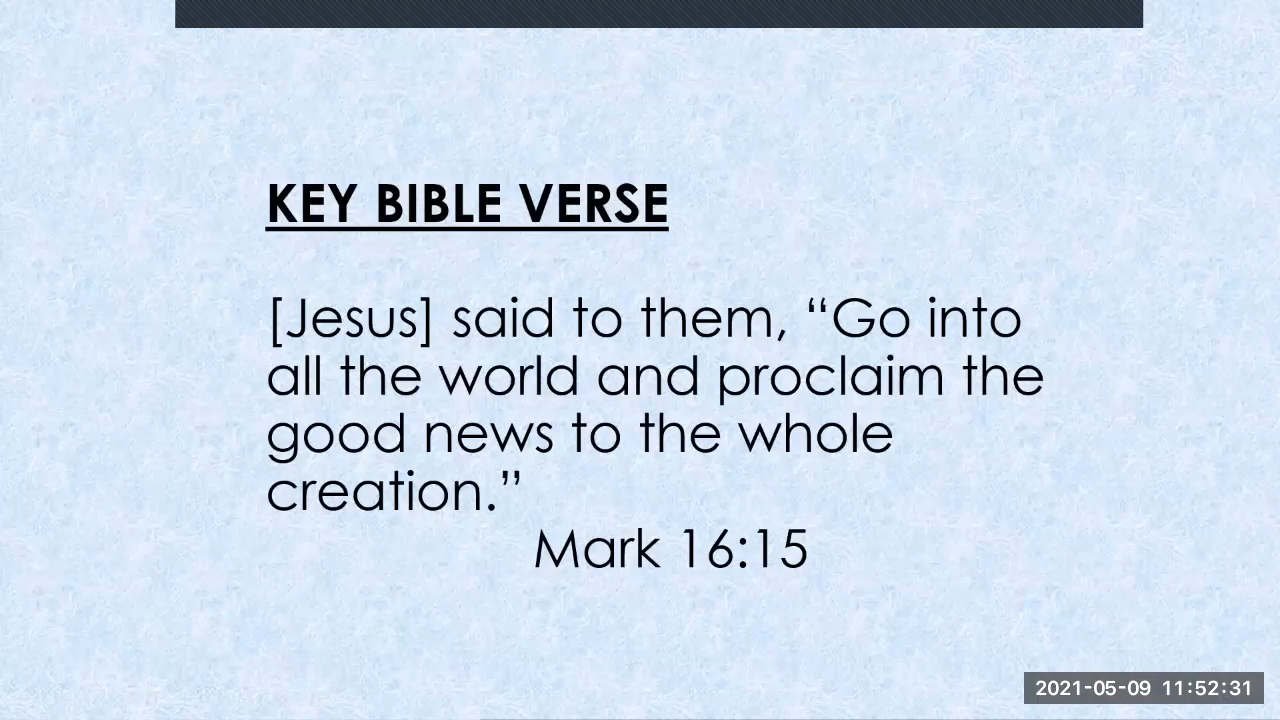 KEY BIBLE VERSE
[Jesus] said to them, “Go into
all the world and proclaim the
good news to the whole
creation.”
Mark 16:15
2021-05-09 11:52:31